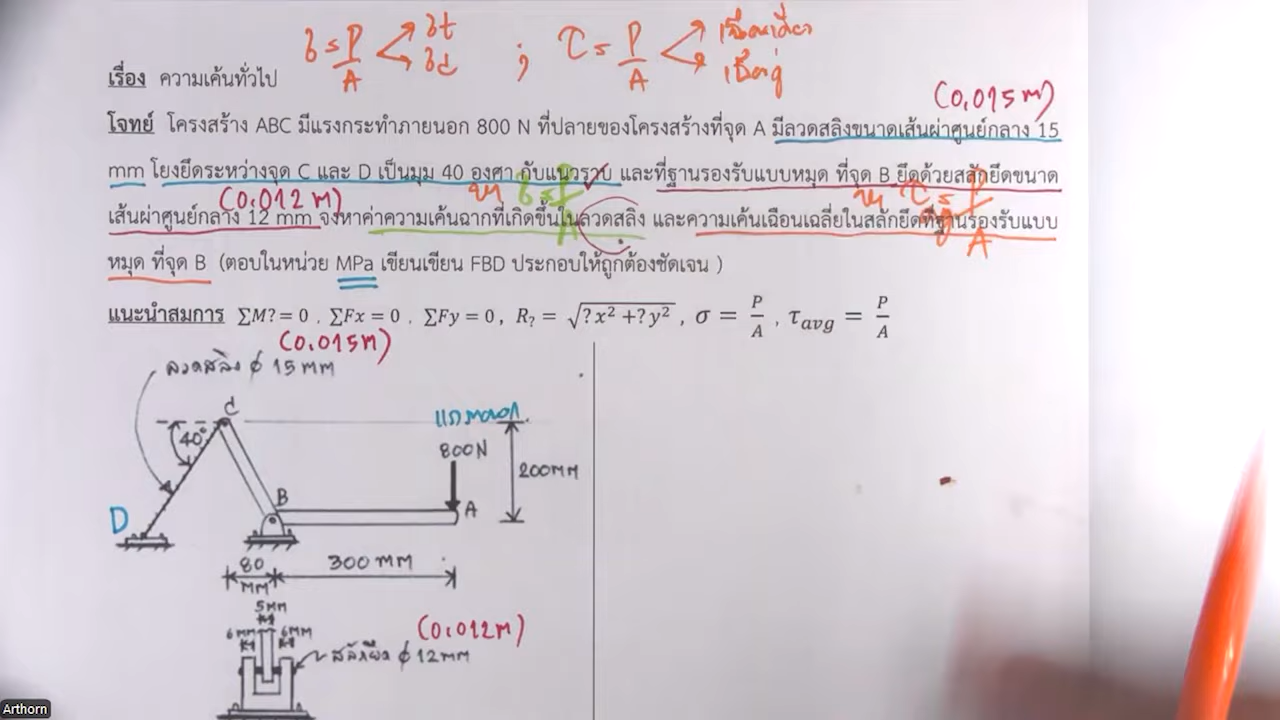 σ = P/A < σt σc ; τ = P/A < เฉือนเดี่ยว เฉือนคู่
เรื่อง ความเค้นทั่วไป
(0.015 m)
โจทย์ โครงสร้าง ABC มีแรงกระทำภายนอก 800 N ที่ปลายของโครงสร้างที่จุด A มีลวดสลิงขนาดเส้นผ่าศูนย์กลาง 15
mm โยงยึดระหว่างจุด C และ D เป็นมุม 40 องศา กับแนวราบ และที่ฐานรองรับแบบหมุด ที่จุด B ยึดด้วยสลักยึดขนาด
(0.012 m) หา σ = P/A หา τ = P/A
เส้นผ่าศูนย์กลาง 12 mm จงหาค่าความเค้นฉากที่เกิดขึ้นในลวดสลิง และความเค้นเฉือนเฉลี่ยในสลักยึดที่ฐานรองรับแบบ
หมุด ที่จุด B (ตอบในหน่วย MPa เขียนเขียน FBD ประกอบให้ถูกต้องชัดเจน )
แนะนำสมการ ∑M? = 0 , ∑Fx = 0 , ∑Fy = 0, R? = √?x² +?y² , σ = P/A , τavg = P/A
(0.015m)
ลวดสลิง ϕ 15 MM
C
40°
แรงภายนอก
800N
200MM
B
A
D
80 MM
300 MM
5MM
6MM
6MM
(0.012m)
สลักยึด ϕ 12MM
Arthorn